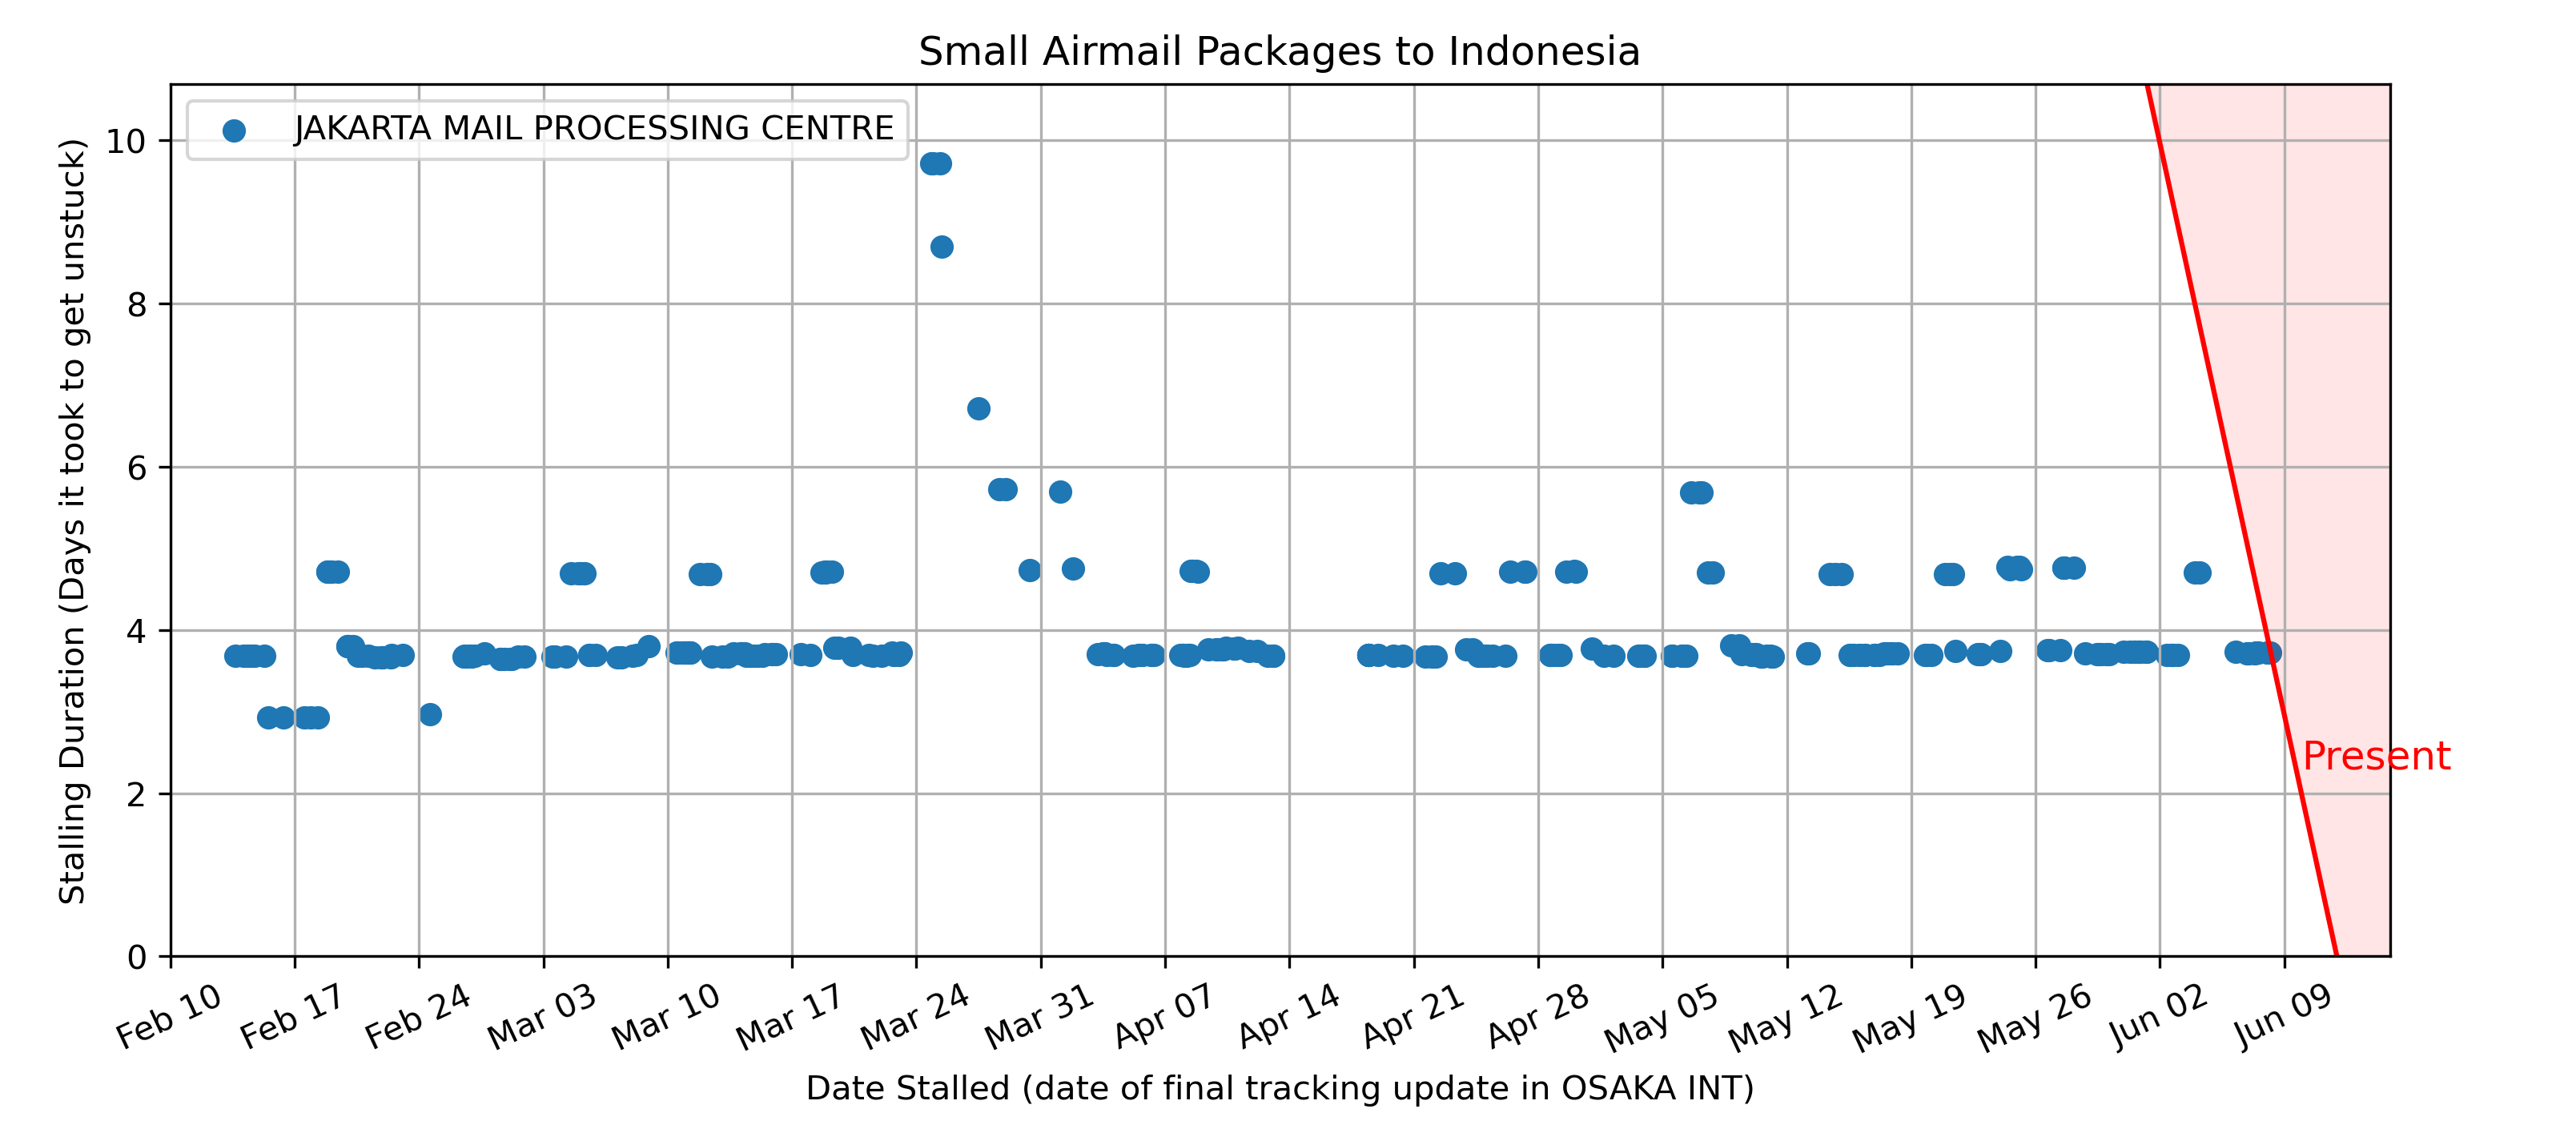 Small Airmail Packages to Indonesia
JAKARTA MAIL PROCESSING CENTRE
Stalling Duration (Days it took to get unstuck)
10
8
6
4
2
0
Present
Feb 10
Feb 17
Feb 24
Mar 03
Mar 10
Mar 17
Mar 24
Mar 31
Apr 07
Apr 14
Apr 21
Apr 28
May 05
May 12
May 19
May 26
Jun 02
Jun 09
Date Stalled (date of final tracking update in OSAKA INT)